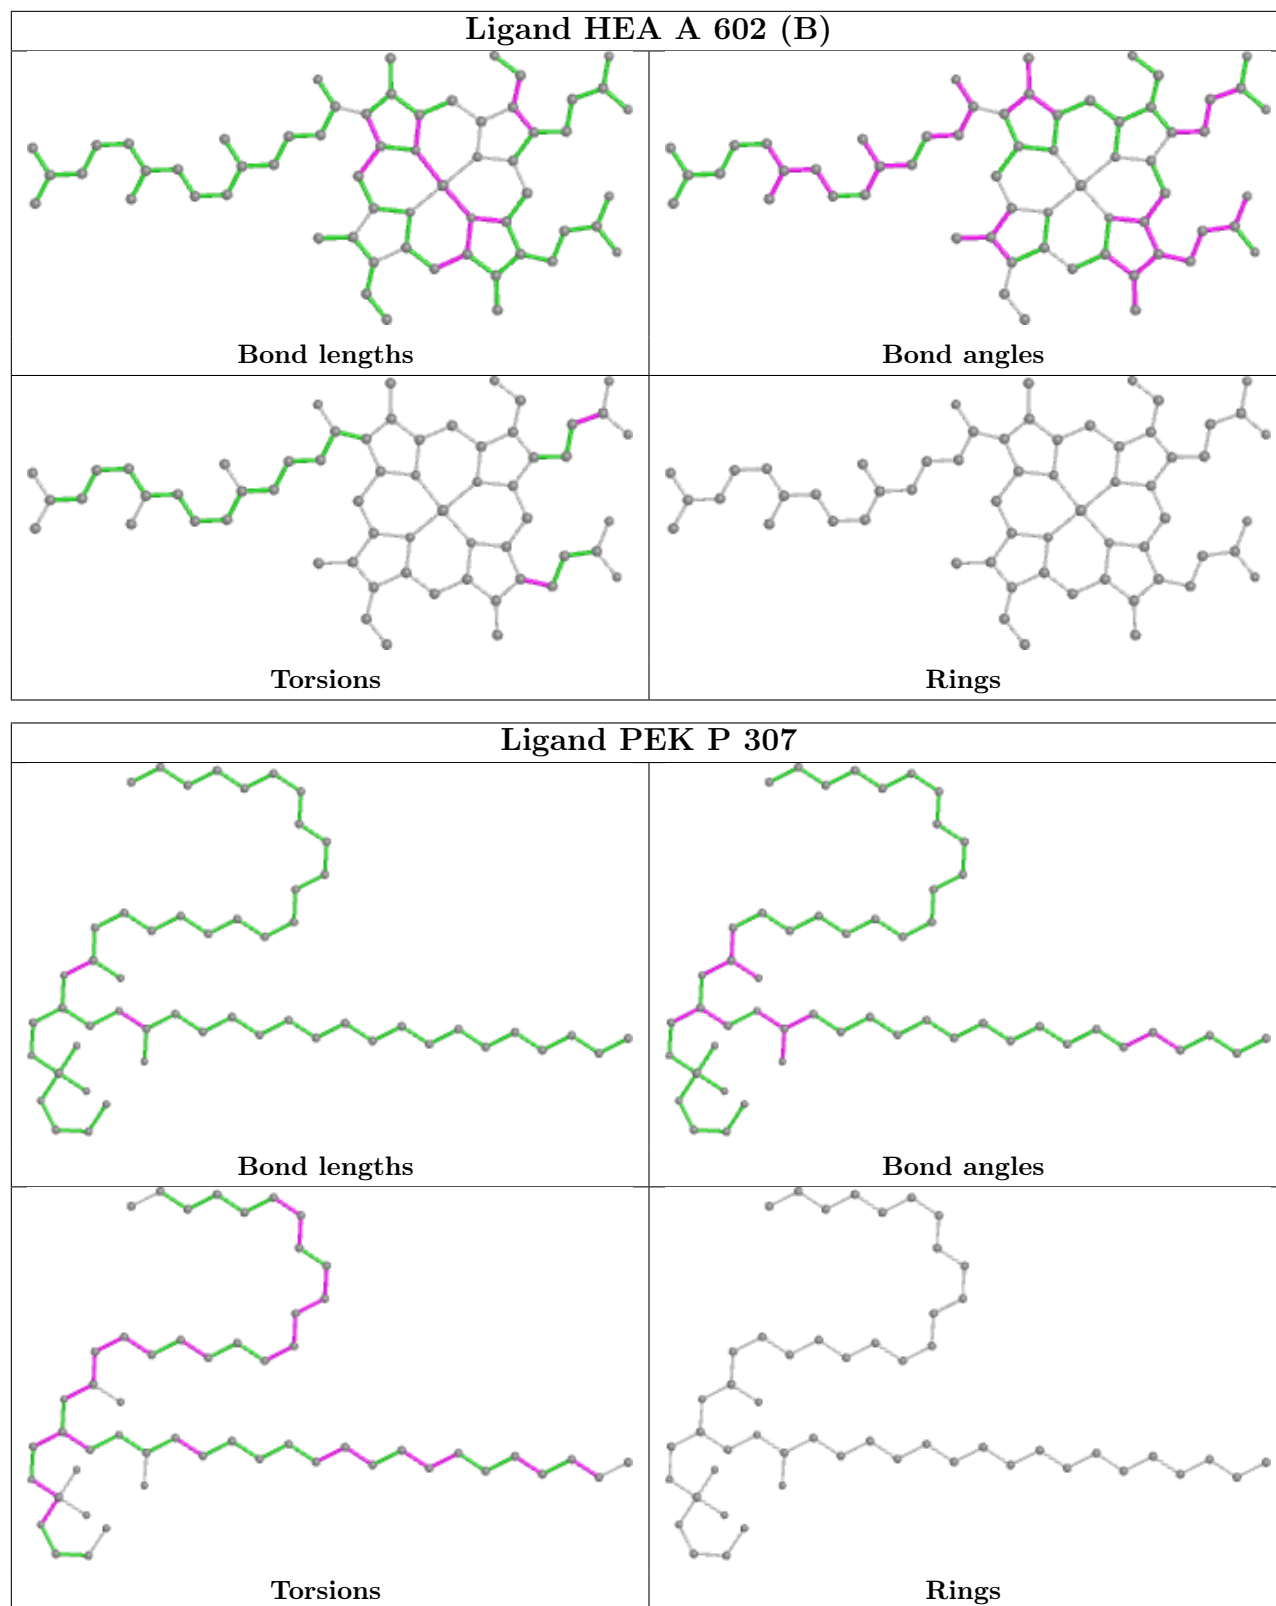 Ligand HEA A 602 (B)
Bond lengths
Bond angles
Torsions
Rings
Ligand PEK P 307
Bond lengths
Bond angles
Torsions
Rings